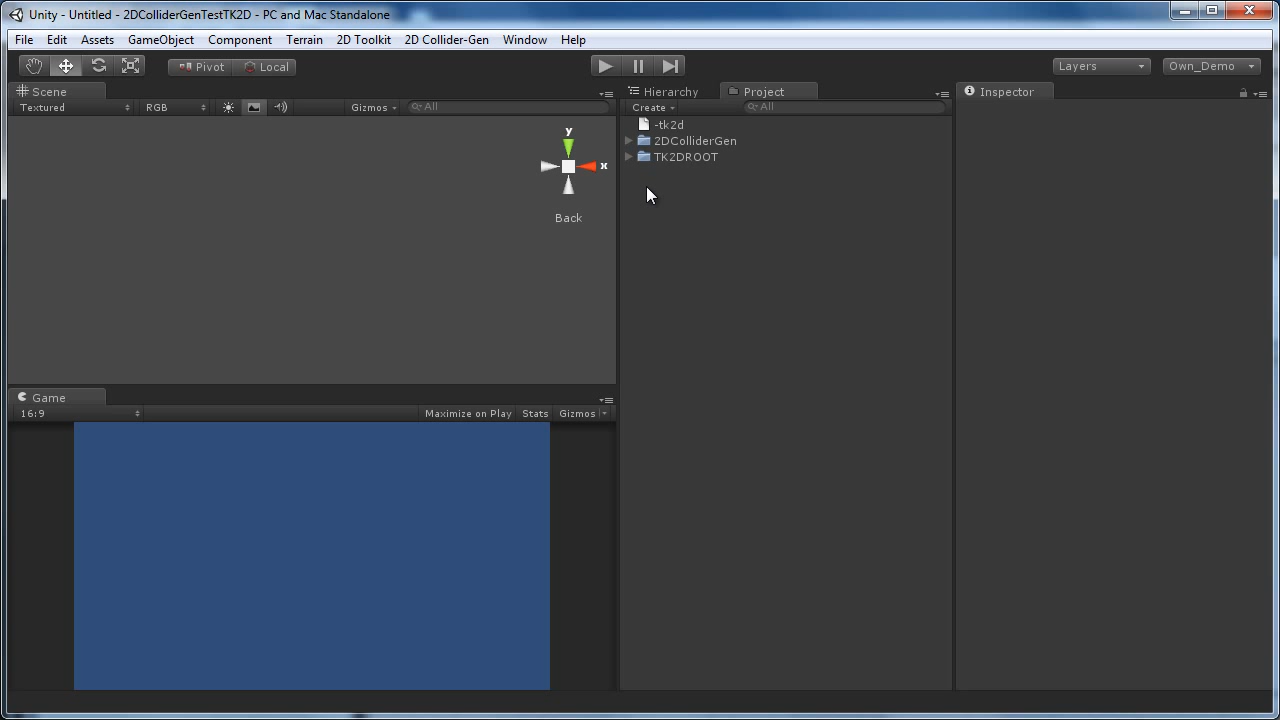 Unity - Untitled - 2DColliderGenTestTK2D - PC and Mac Standalone
File Edit Assets GameObject Component Terrain 2D Toolkit 2D Collider-Gen Window Help
Pivot Local Layers Own_Demo
Scene Hierarchy Project Inspector
Textured RGB Gizmos All Create All
-tk2d
2DColliderGen
TK2DROOT
y
x
Back
Game
16:9 Maximize on Play Stats Gizmos